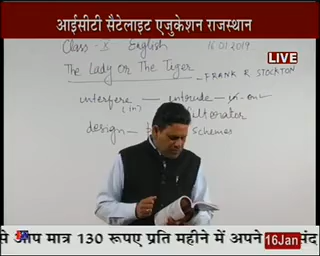 आईसीटी सैटेलाइट एजुकेशन राजस्थान
Class-X English 16 01 2019
LIVE
The Lady or The Tiger - FRANK R STOCKTON
interfere - intrude -
(in)
design - schemes
से आप मात्र 130 रूपए प्रति महीने में अपने संद
16Jan